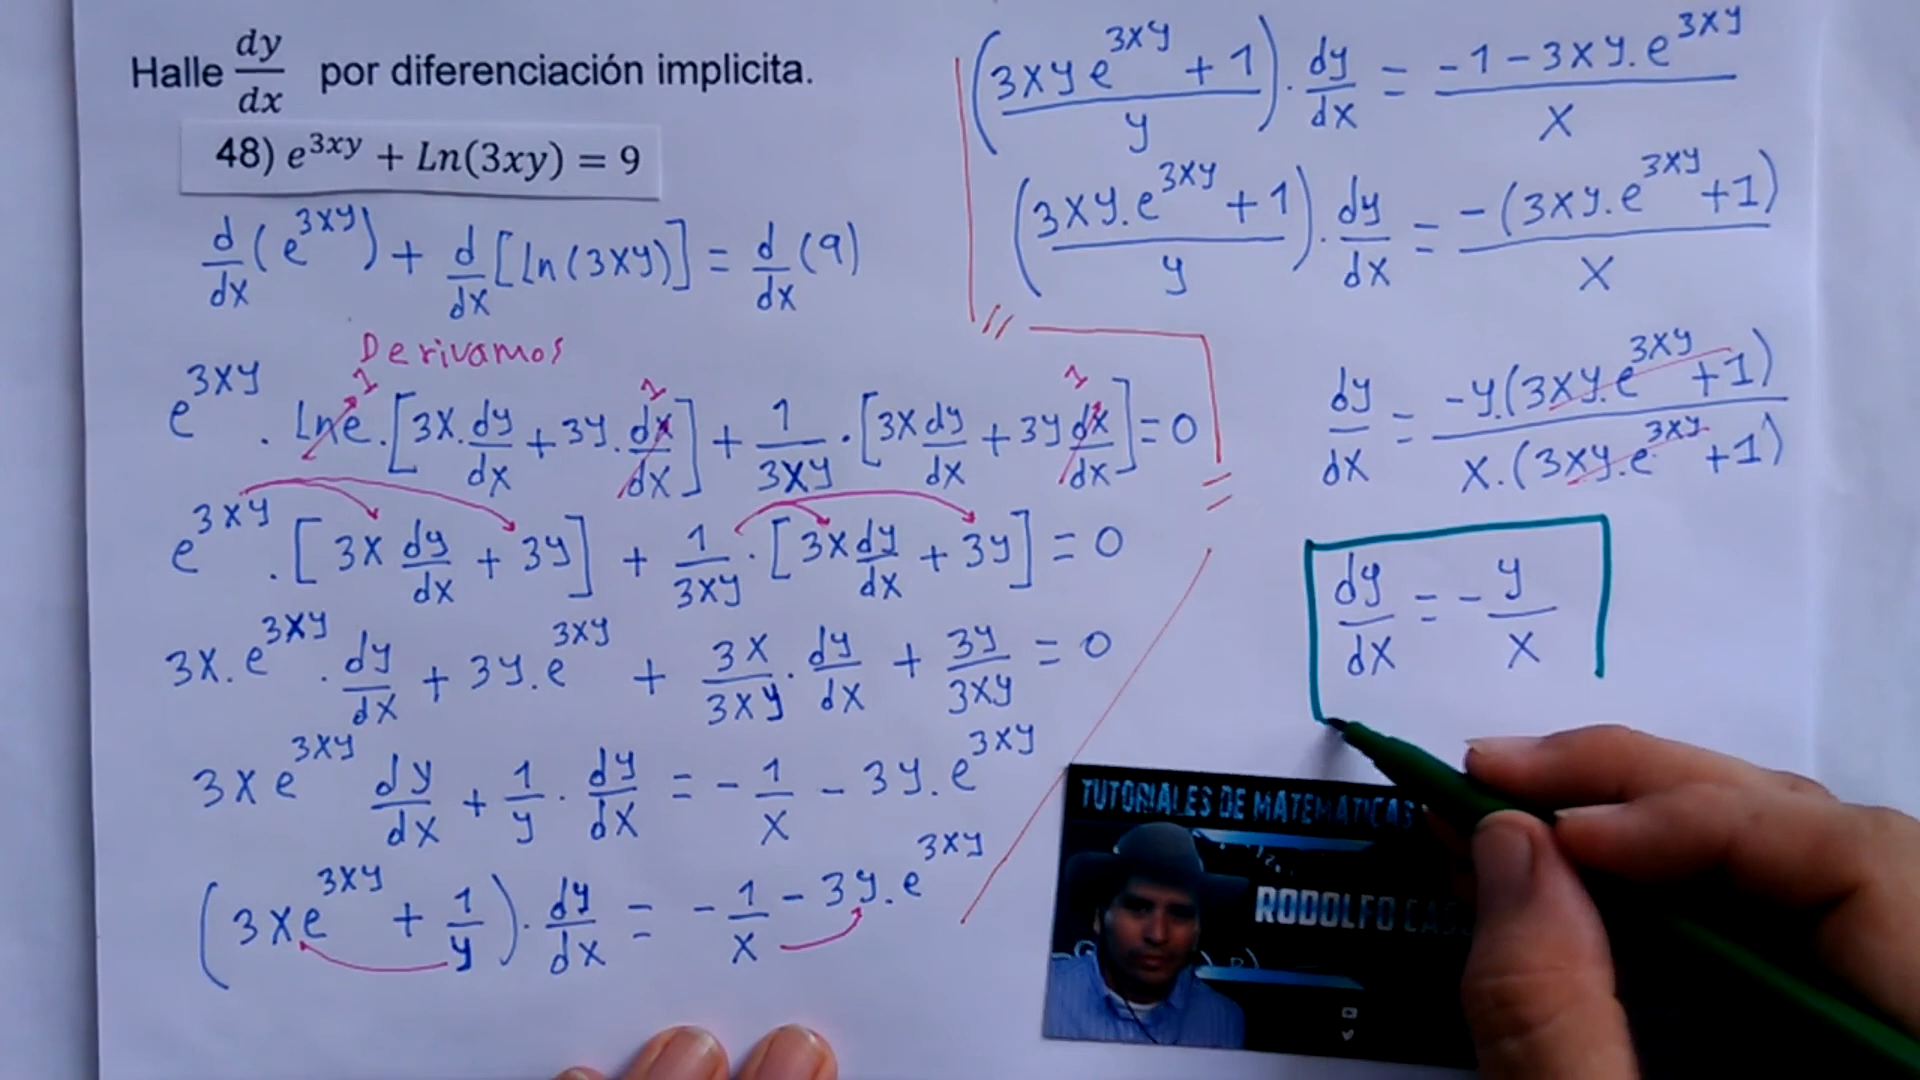 Halle dy/dx por diferenciación implicita.
48) e^{3xy} + Ln(3xy) = 9
d/dx (e^{3xy}) + d/dx [ln(3xy)] = d/dx (9)
Derivamos
e^{3xy} . Lne^1 . [3x. dy/dx + 3y. dx/dx^1] + 1/3xy . [3x dy/dx + 3y dx/dx^1] = 0
e^{3xy} . [3x dy/dx + 3y] + 1/3xy . [3x dy/dx + 3y] = 0
3x. e^{3xy} . dy/dx + 3y. e^{3xy} + 3x/3xy . dy/dx + 3y/3xy = 0
3x e^{3xy} dy/dx + 1/y . dy/dx = - 1/x - 3y. e^{3xy}
(3xe^{3xy} + 1/y) . dy/dx = - 1/x - 3y. e^{3xy}
((3xy e^{3xy} + 1)/y) . dy/dx = (-1 - 3xy. e^{3xy})/x
((3xy. e^{3xy} + 1)/y) . dy/dx = -(3xy. e^{3xy} + 1)/x
dy/dx = -y.(3xy. e^{3xy} + 1)/x.(3xy. e^{3xy} + 1)
dy/dx = - y/x
TUTORIALES DE MATEMATICAS
RODOLFO